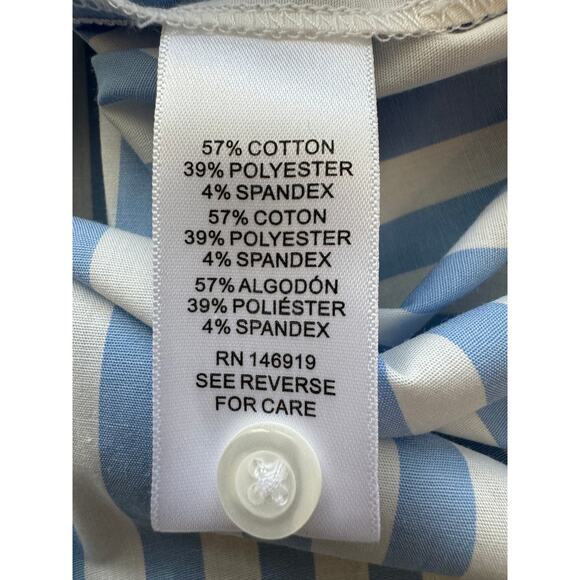 57% COTTON
39% POLYESTER
4% SPANDEX
57% COTON
39% POLYESTER
4% SPANDEX
57% ALGODÓN
39% POLIÉSTER
4% SPANDEX
RN 146919
SEE REVERSE
FOR CARE